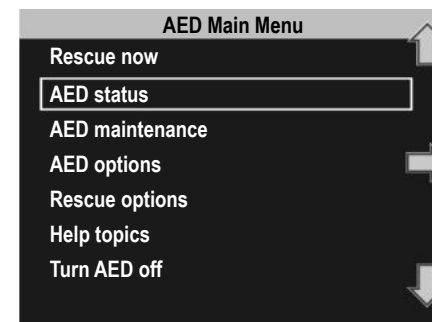 AED Main Menu
Rescue now
AED status
AED maintenance
AED options
Rescue options
Help topics
Turn AED off